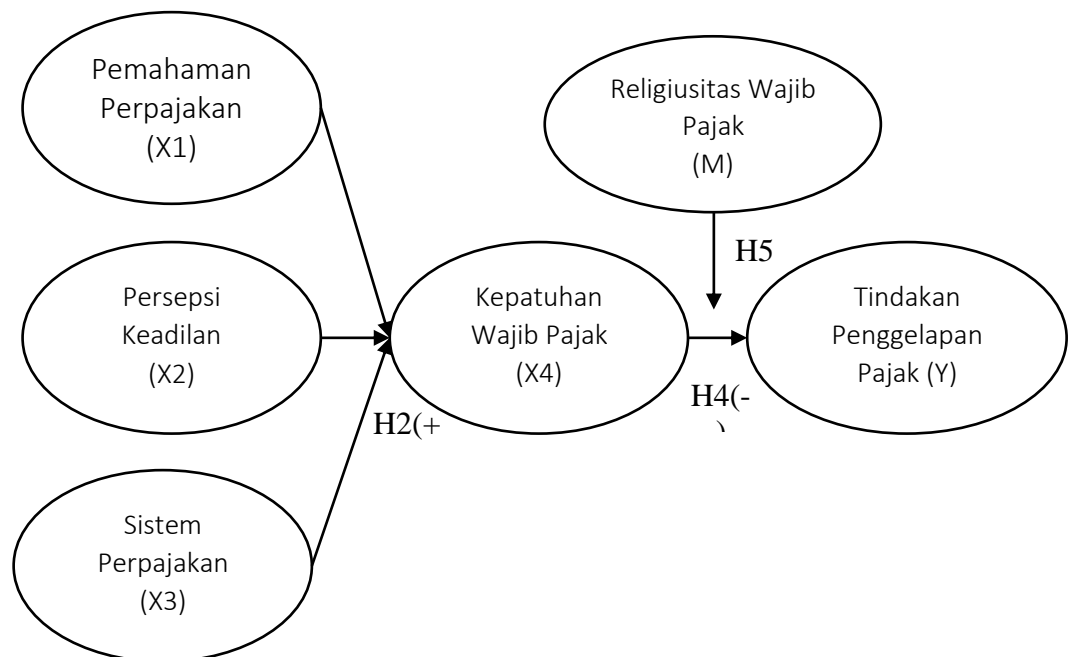 Pemahaman
Perpajakan
(X1)
Religiusitas Wajib
Pajak
(M)
H5
Persepsi
Keadilan
(X2)
Kepatuhan
Wajib Pajak
(X4)
Tindakan
Penggelapan
Pajak (Y)
H2(+
H4(-
)
Sistem
Perpajakan
(X3)